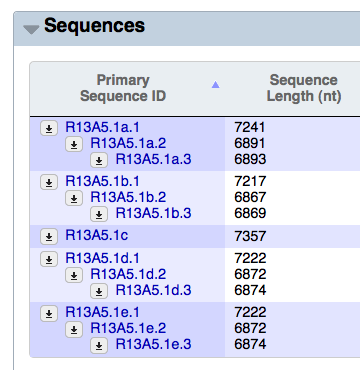 Sequences
Primary Sequence Length (nt)
Sequence ID
R13A5.1a.1 7241
R13A5.1a.2 6891
R13A5.1a.3 6893
R13A5.1b.1 7217
R13A5.1b.2 6867
R13A5.1b.3 6869
R13A5.1c 7357
R13A5.1d.1 7222
R13A5.1d.2 6872
R13A5.1d.3 6874
R13A5.1e.1 7222
R13A5.1e.2 6872
R13A5.1e.3 6874